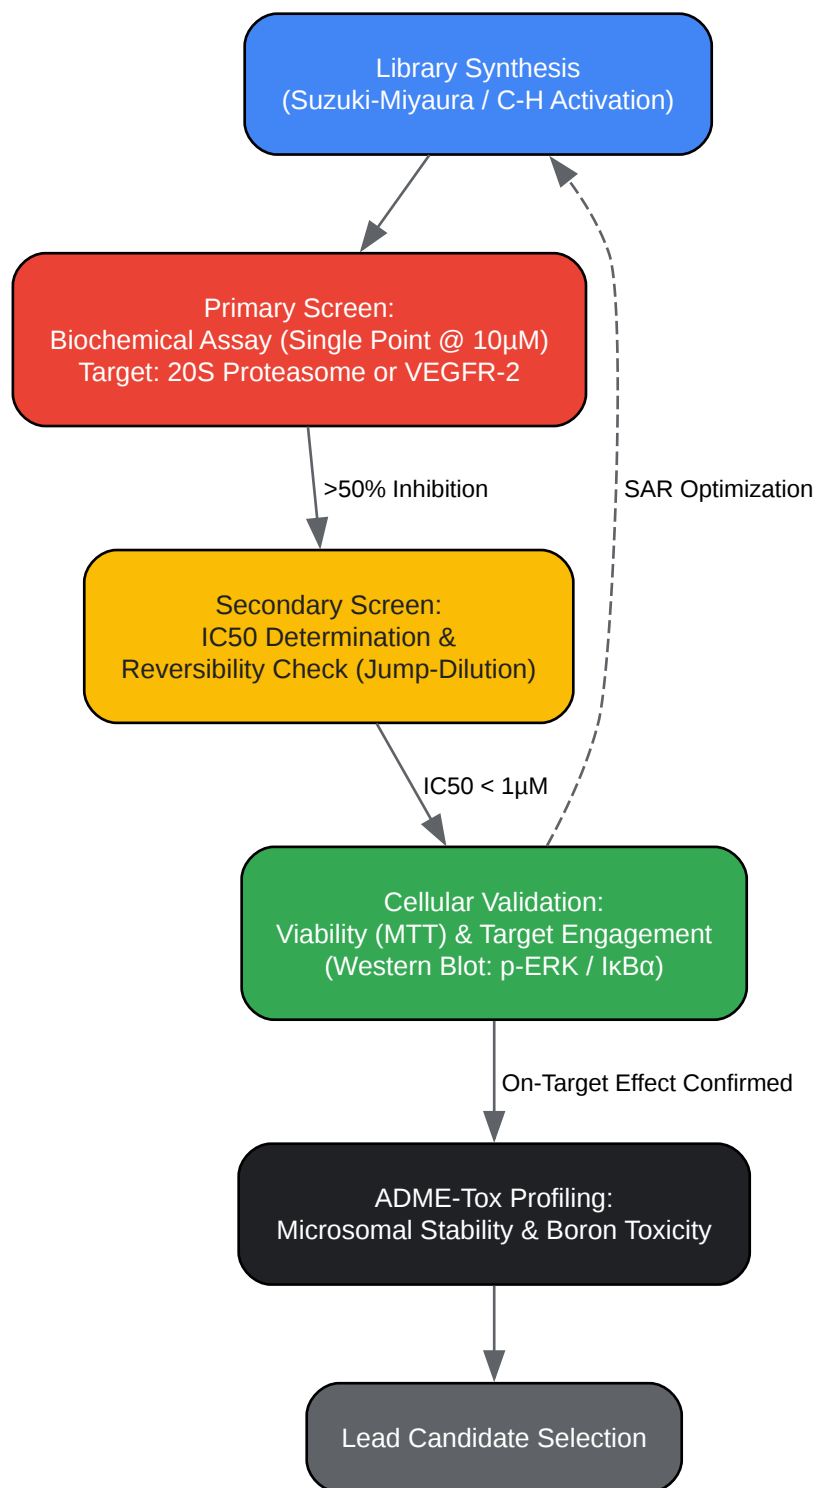 Library Synthesis
(Suzuki-Miyaura / C-H Activation)
Primary Screen:
Biochemical Assay (Single Point @ 10µM)
Target: 20S Proteasome or VEGFR-2
>50% Inhibition
SAR Optimization
Secondary Screen:
IC50 Determination &
Reversibility Check (Jump-Dilution)
IC50 < 1µM
Cellular Validation:
Viability (MTT) & Target Engagement
(Western Blot: p-ERK / IκBα)
On-Target Effect Confirmed
ADME-Tox Profiling:
Microsomal Stability & Boron Toxicity
Lead Candidate Selection